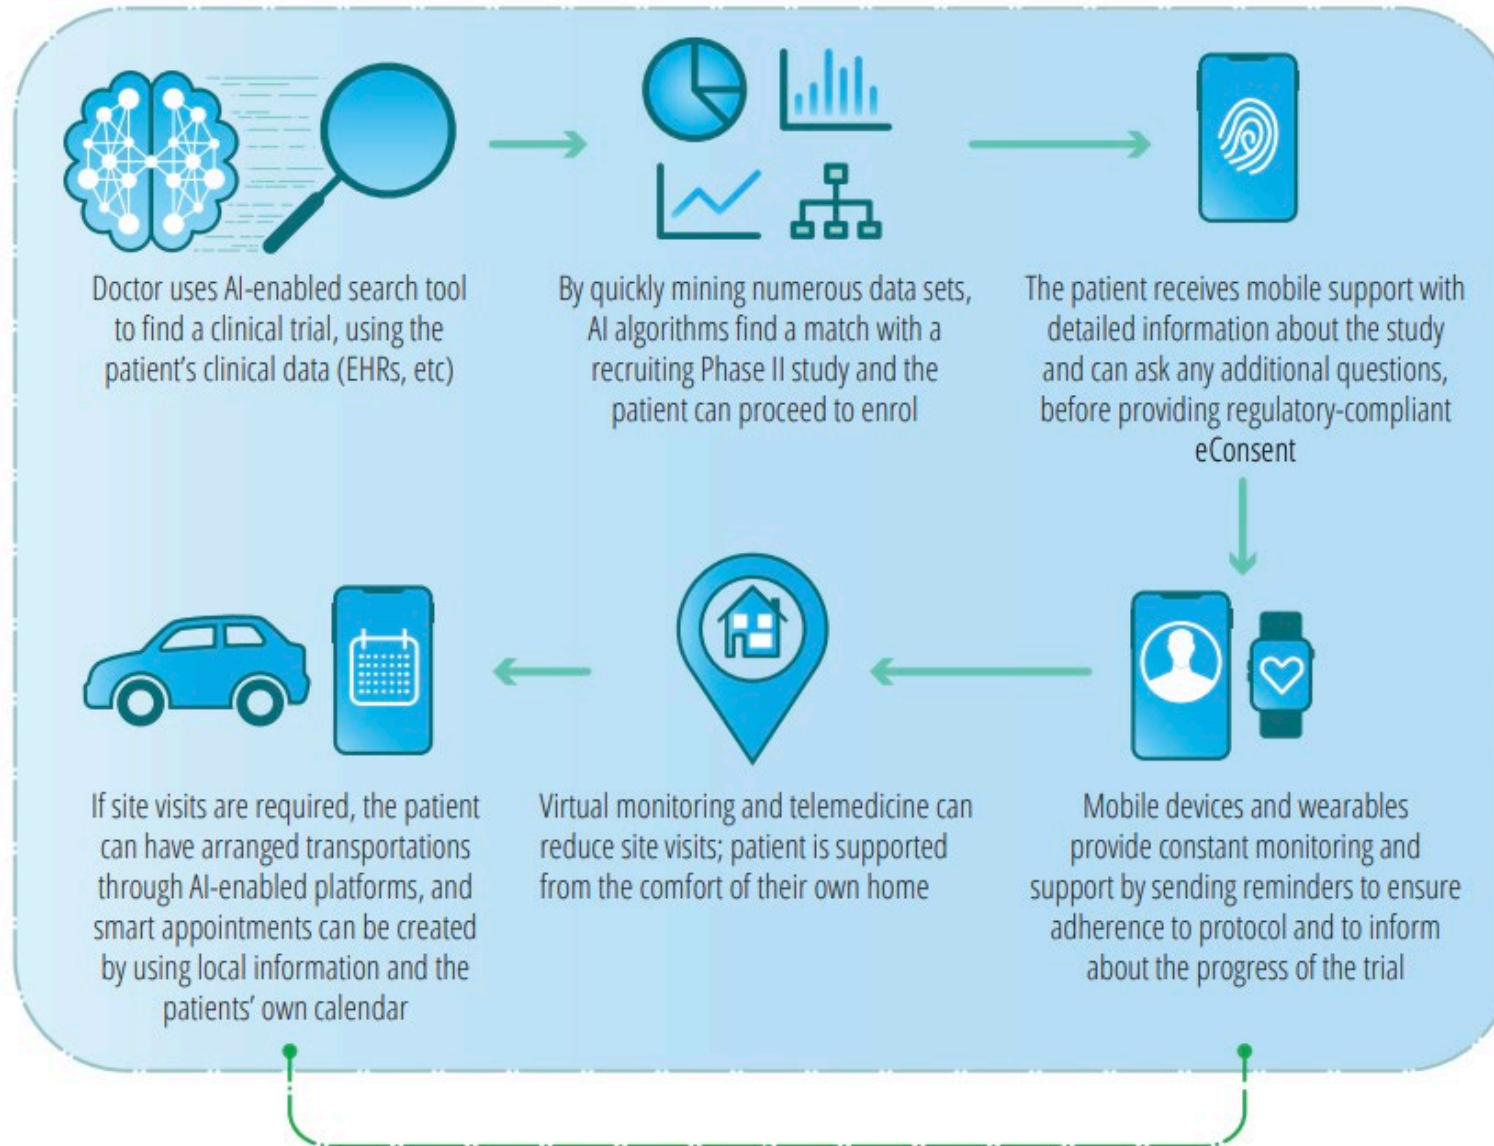 Doctor uses AI-enabled search tool
to find a clinical trial, using the
patient's clinical data (EHRs, etc)
By quickly mining numerous data sets,
AI algorithms find a match with a
recruiting Phase II study and the
patient can proceed to enrol
The patient receives mobile support with
detailed information about the study
and can ask any additional questions,
before providing regulatory-compliant
eConsent
Mobile devices and wearables
provide constant monitoring and
support by sending reminders to ensure
adherence to protocol and to inform
about the progress of the trial
Virtual monitoring and telemedicine can
reduce site visits; patient is supported
from the comfort of their own home
If site visits are required, the patient
can have arranged transportations
through AI-enabled platforms, and
smart appointments can be created
by using local information and the
patients' own calendar